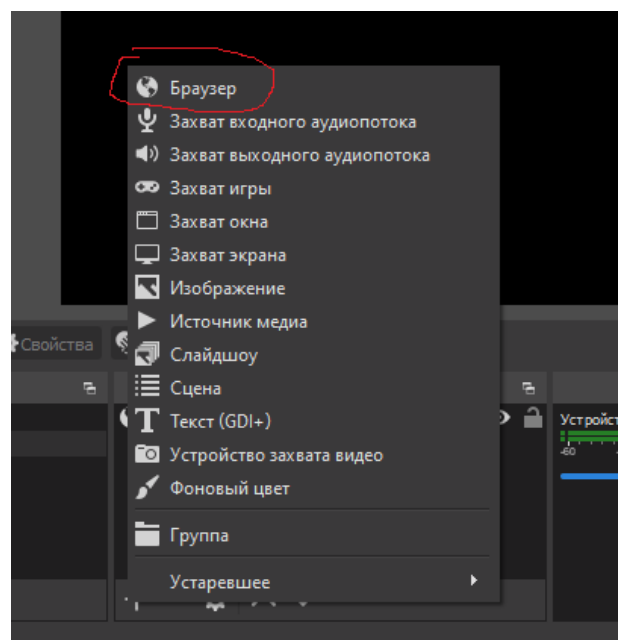 Браузер
Захват входного аудиопотока
Захват выходного аудиопотока
Захват игры
Захват окна
Захват экрана
Изображение
Источник медиа
Свойства
Слайдшоу
Сцена
Текст (GDI+)
Устройст
-60
Устройство захвата видео
Фоновый цвет
Группа
Устаревшее